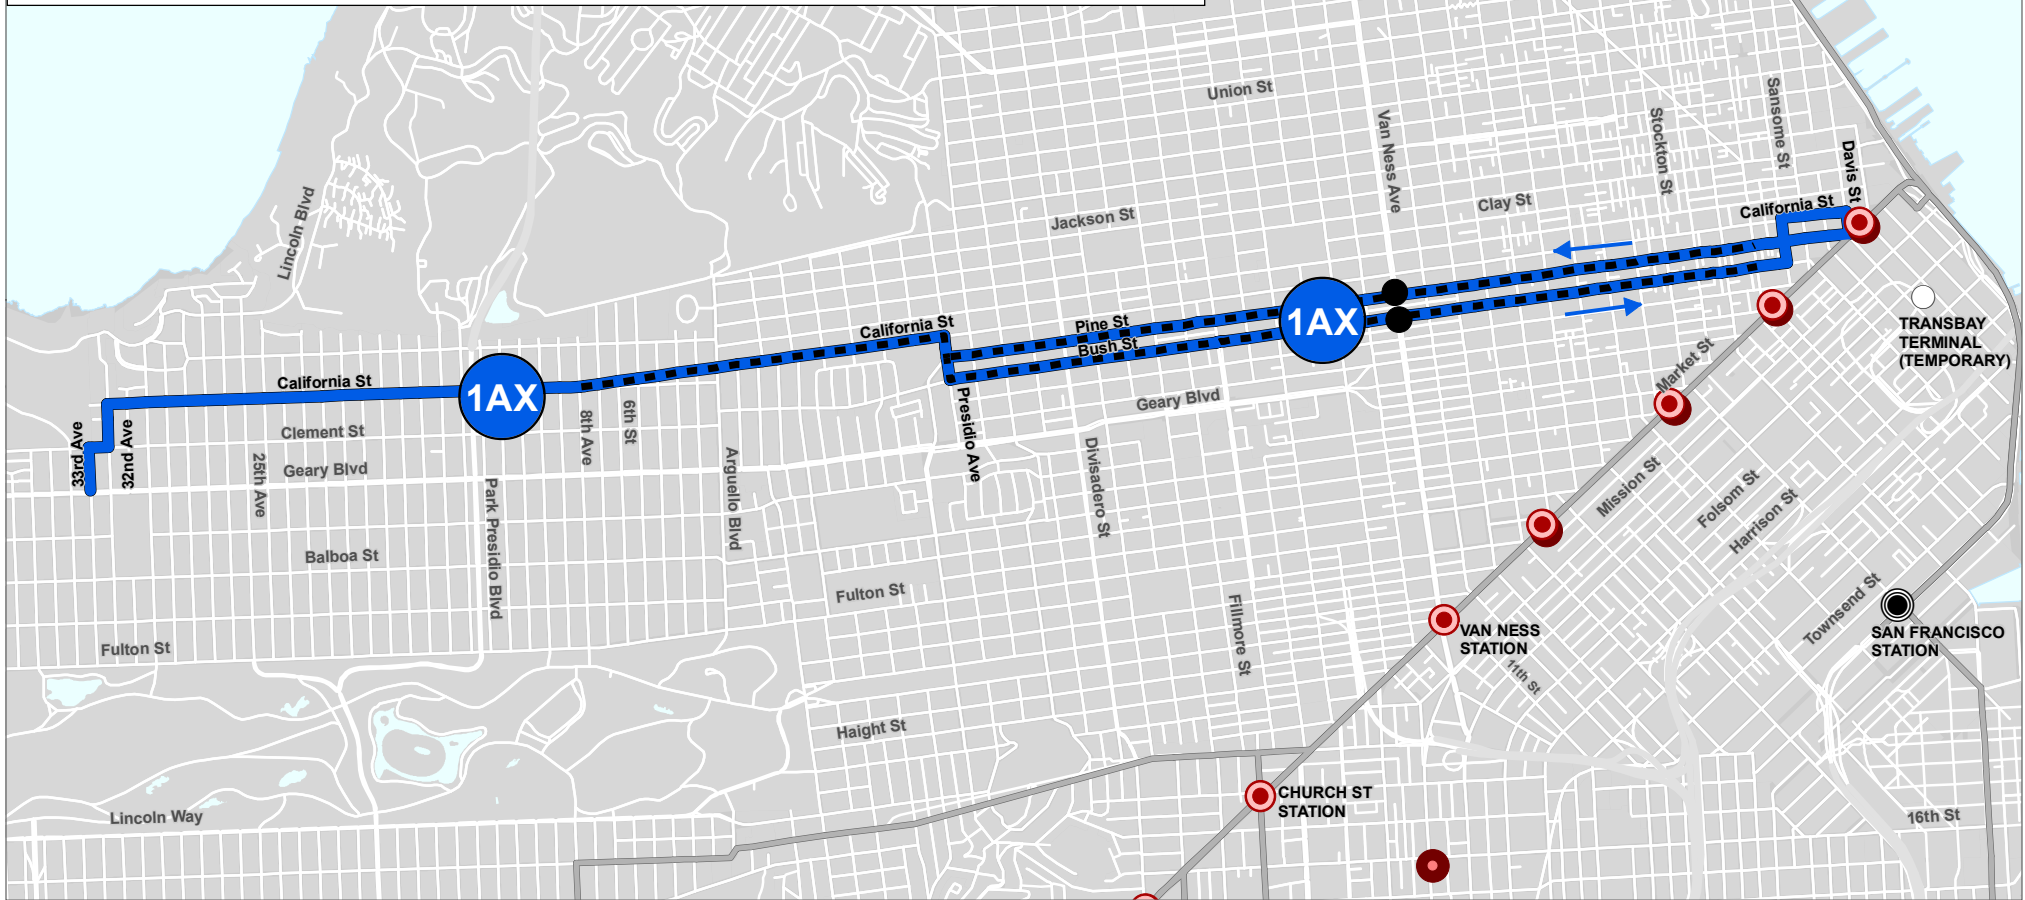 Union St
Van Ness Ave
Stockton St
Sansome St
Davis St
Lincoln Blvd
Jackson St
Clay St
California St
California St
Pine St
Bush St
1AX
TRANSBAY
TERMINAL
(TEMPORARY)
California St
1AX
Geary Blvd
Market St
Presidio Ave
Divisadero St
33rd Ave
32nd Ave
Clement St
Geary Blvd
25th Ave
8th Ave
6th St
Arguello Blvd
Park Presidio Blvd
Mission St
Folsom St
Harrison St
Balboa St
Fulton St
Fillmore St
Townsend St
VAN NESS
STATION
SAN FRANCISCO
STATION
11th St
Fulton St
Haight St
CHURCH ST
STATION
Lincoln Way
16th St